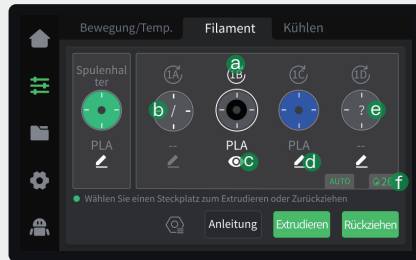 Bewegung/Temp. Filament Kühlen
Spulenhal
ter
PLA
1A 1B 1C 1D
a
b / e ?
-- PLA PLA --
c d
AUTO f
Wählen Sie einen Steckplatz zum Extrudieren oder Zurückziehen
Anleitung Extrudieren Rückziehen